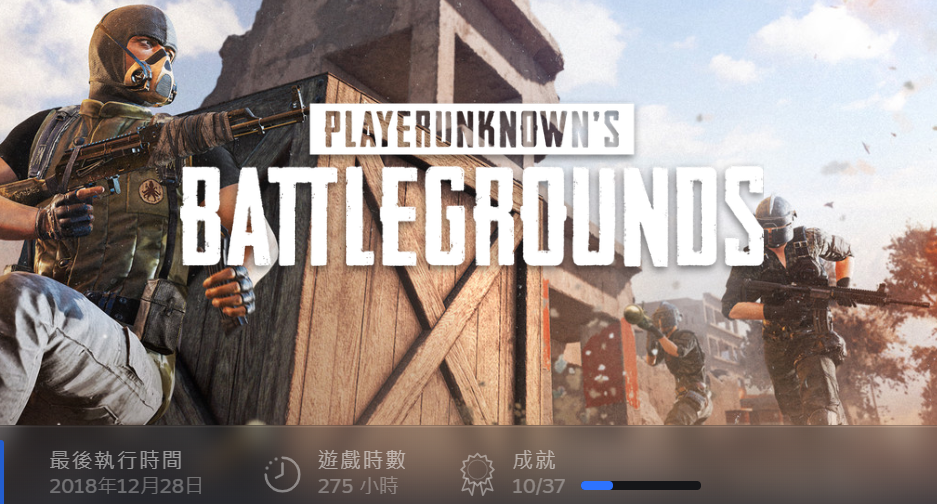 PLAYERUNKNOWN'S
BATTLEGROUNDS
最後執行時間
2018年12月28日
遊戲時數
275 小時
成就
10/37